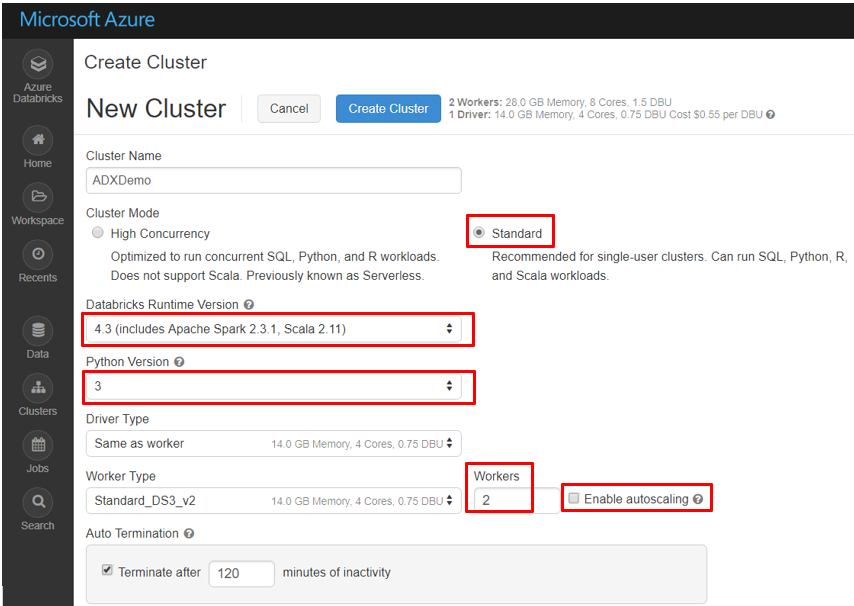 Microsoft Azure
Azure
Databricks
Home
Workspace
Recents
Data
Clusters
Jobs
Search
Create Cluster
New Cluster
Cancel
Create Cluster
2 Workers: 28.0 GB Memory, 8 Cores, 1.5 DBU
1 Driver: 14.0 GB Memory, 4 Cores, 0.75 DBU Cost $0.55 per DBU ?
Cluster Name
ADXDemo
Cluster Mode
High Concurrency
Optimized to run concurrent SQL, Python, and R workloads.
Does not support Scala. Previously known as Serverless.
Standard
Recommended for single-user clusters. Can run SQL, Python, R,
and Scala workloads.
Databricks Runtime Version ?
4.3 (includes Apache Spark 2.3.1, Scala 2.11)
Python Version ?
3
Driver Type
Same as worker 14.0 GB Memory, 4 Cores, 0.75 DBU
Worker Type
Standard_DS3_v2 14.0 GB Memory, 4 Cores, 0.75 DBU
Workers
2
Enable autoscaling ?
Auto Termination ?
Terminate after 120 minutes of inactivity